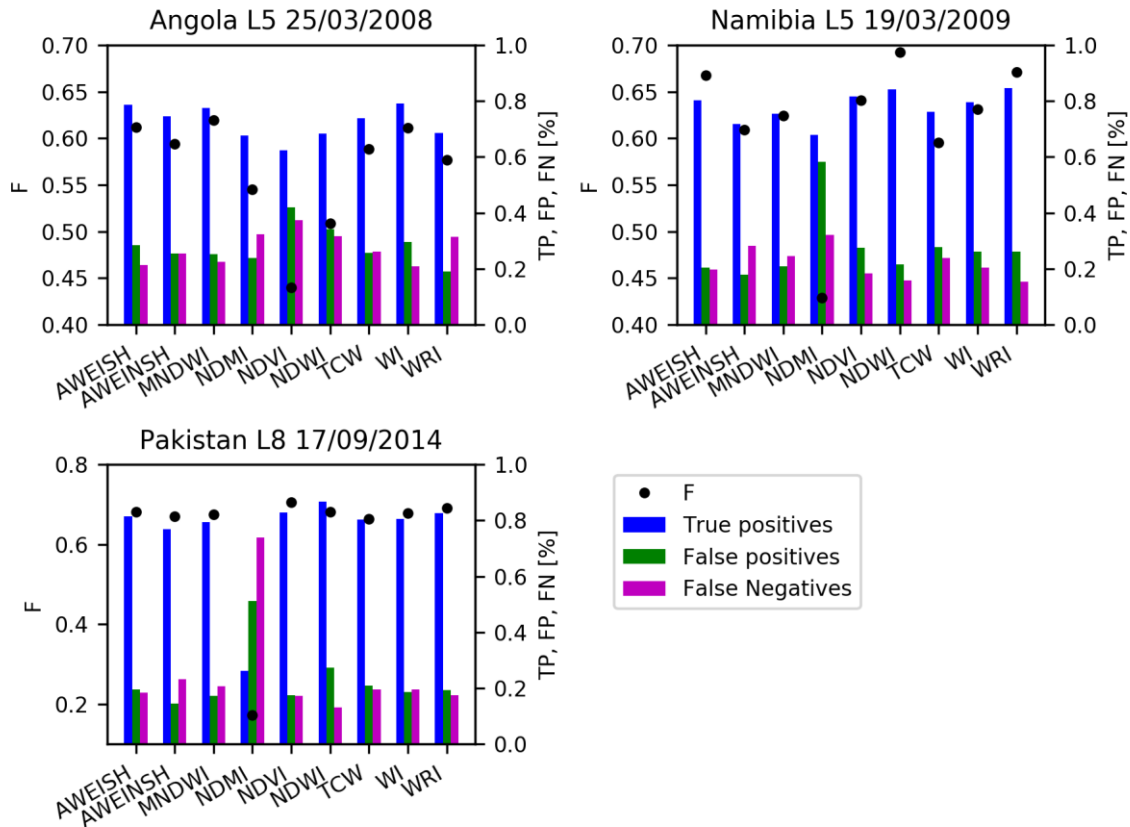 Angola L5 25/03/2008
0.70
0.65
0.60
0.55
0.50
0.45
0.40
F
1.0
0.8
0.6
0.4
0.2
0.0
TP, FP, FN [%]
AWEISH
AWEINSH
MNDWI
NDMI
NDVI
NDWI
TCW
WI
WRI
Namibia L5 19/03/2009
0.70
0.65
0.60
0.55
0.50
0.45
0.40
F
1.0
0.8
0.6
0.4
0.2
0.0
TP, FP, FN [%]
AWEISH
AWEINSH
MNDWI
NDMI
NDVI
NDWI
TCW
WI
WRI
Pakistan L8 17/09/2014
0.8
0.6
0.4
0.2
F
1.0
0.8
0.6
0.4
0.2
0.0
TP, FP, FN [%]
AWEISH
AWEINSH
MNDWI
NDMI
NDVI
NDWI
TCW
WI
WRI
F
True positives
False positives
False Negatives